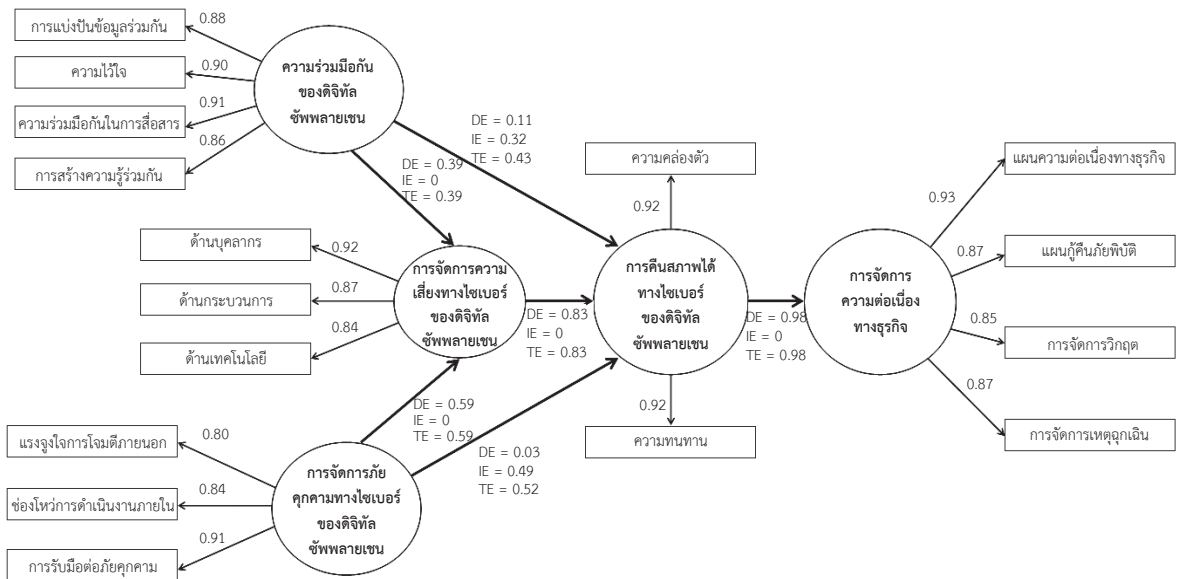 การแบ่งปันข้อมูลร่วมกัน
0.88
ความไว้ใจ
0.90
ความร่วมมือกันในการสื่อสาร
0.91
การสร้างความรู้ร่วมกัน
0.86
ความร่วมมือกัน
ของดิจิทัล
ซัพพลายเชน
DE = 0.11
IE = 0.32
TE = 0.43
DE = 0.39
IE = 0
TE = 0.39
ด้านบุคลากร
0.92
ด้านกระบวนการ
0.87
ด้านเทคโนโลยี
0.84
การจัดการความ
เสี่ยงทางไซเบอร์
ของดิจิทัล
ซัพพลายเชน
DE = 0.83
IE = 0
TE = 0.83
ความคล่องตัว
0.92
การคืนสภาพได้
ทางไซเบอร์
ของดิจิทัล
ซัพพลายเชน
0.92
ความทนทาน
DE = 0.98
IE = 0
TE = 0.98
การจัดการ
ความต่อเนื่อง
ทางธุรกิจ
0.93
แผนความต่อเนื่องทางธุรกิจ
0.87
แผนกู้คืนภัยพิบัติ
0.85
การจัดการวิกฤต
0.87
การจัดการเหตุฉุกเฉิน
DE = 0.59
IE = 0
TE = 0.59
DE = 0.03
IE = 0.49
TE = 0.52
แรงจูงใจการโจมตีภายนอก
0.80
ช่องโหว่การดำเนินงานภายใน
0.84
การรับมือต่อภัยคุกคาม
0.91
การจัดการภัย
คุกคามทางไซเบอร์
ของดิจิทัล
ซัพพลายเชน